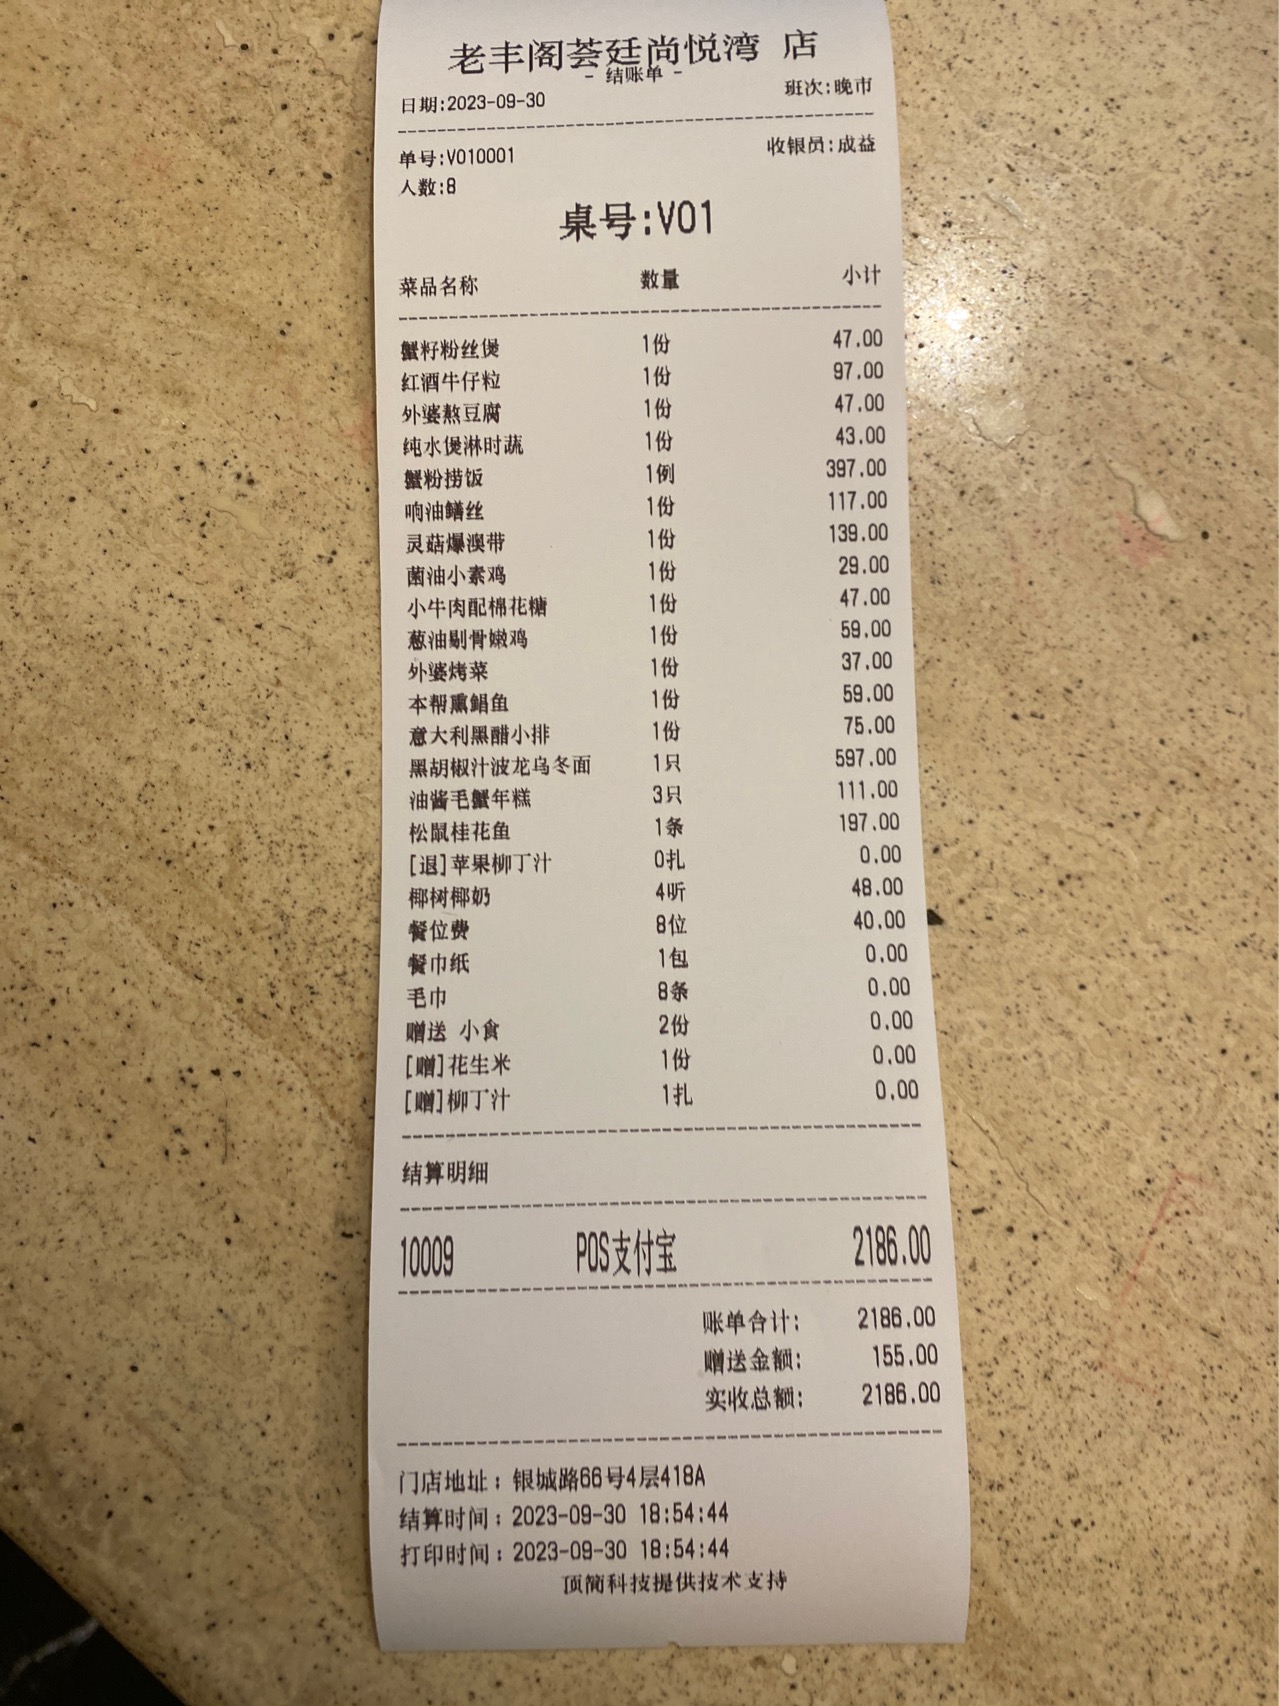 老丰阁荟廷尚悦湾 店
- 结账单 -
日期:2023-09-30 班次:晚市
单号:V010001 收银员:成益
人数:8
桌号:V01
菜品名称 数量 小计
蟹籽粉丝煲 1份 47.00
红酒牛仔粒 1份 97.00
外婆熬豆腐 1份 47.00
纯水煲淋时蔬 1份 43.00
蟹粉捞饭 1例 397.00
响油鳝丝 1份 117.00
灵菇爆澳带 1份 139.00
菌油小素鸡 1份 29.00
小牛肉配棉花糖 1份 47.00
葱油剔骨嫩鸡 1份 59.00
外婆烤菜 1份 37.00
本帮熏鲳鱼 1份 59.00
意大利黑醋小排 1份 75.00
黑胡椒汁波龙乌冬面 1只 597.00
油酱毛蟹年糕 3只 111.00
松鼠桂花鱼 1条 197.00
[退]苹果柳丁汁 0扎 0.00
椰树椰奶 4听 48.00
餐位费 8位 40.00
餐巾纸 1包 0.00
毛巾 8条 0.00
赠送 小食 2份 0.00
[赠]花生米 1份 0.00
[赠]柳丁汁 1扎 0.00
结算明细
10009 POS支付宝 2186.00
账单合计: 2186.00
赠送金额: 155.00
实收总额: 2186.00
门店地址：银城路66号4层418A
结算时间：2023-09-30 18:54:44
打印时间：2023-09-30 18:54:44
顶简科技提供技术支持